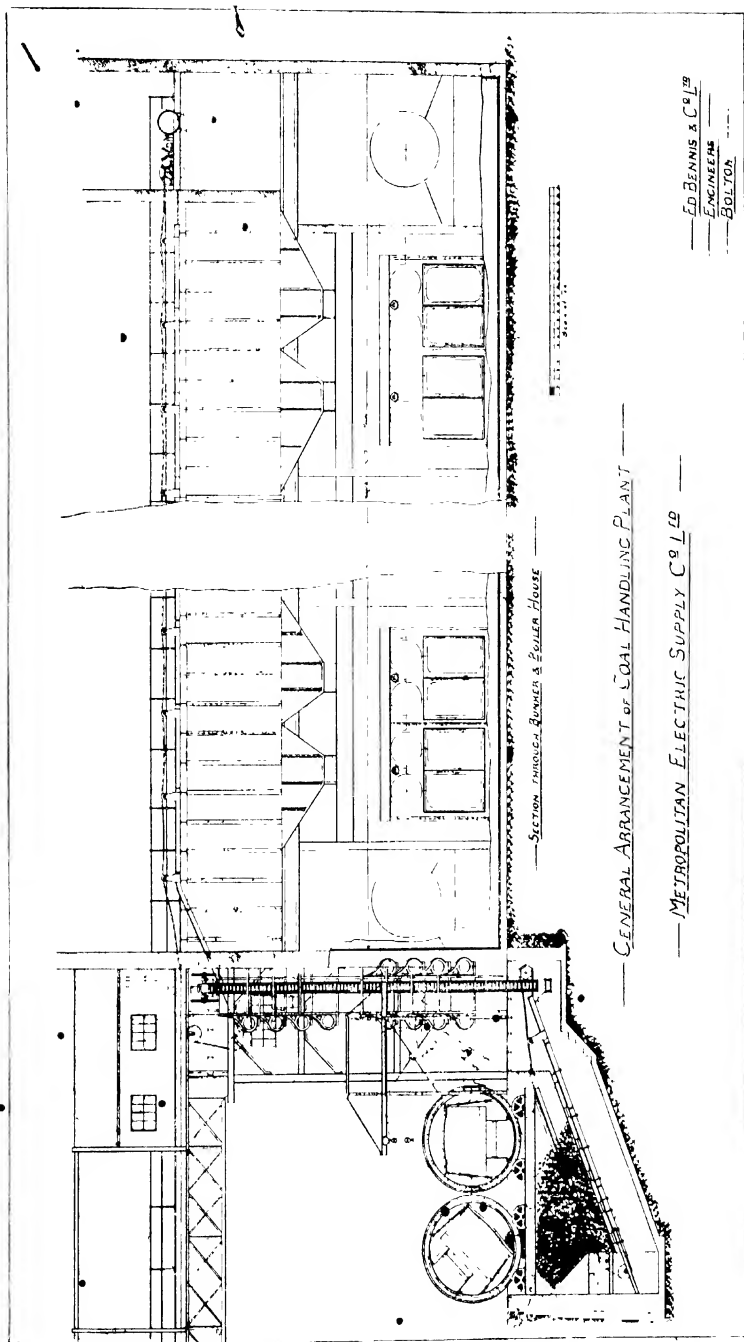 SECTION THROUGH BUNKER & BOILER HOUSE
GENERAL ARRANGEMENT OF COAL HANDLING PLANT
METROPOLITAN ELECTRIC SUPPLY Cº Lᵀᴰ
ED BENNIS & Cº Lᵀᴰ
ENGINEERS
BOLTON